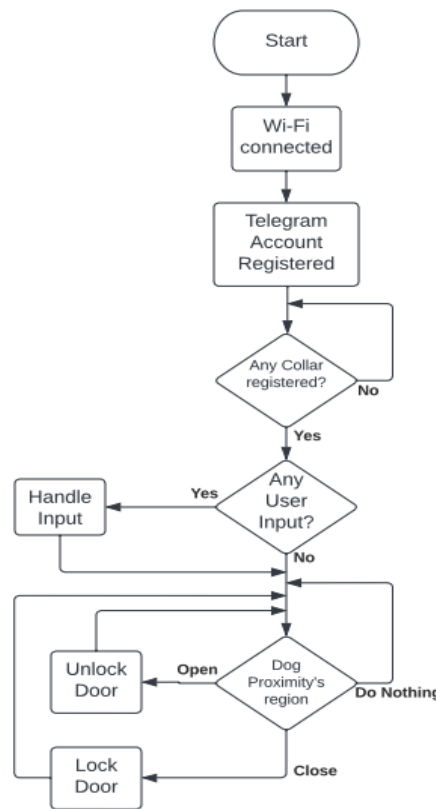 Start
Wi-Fi
connected
Telegram
Account
Registered
Any Collar
registered?
No
Yes
Any
User
Input?
Yes
Handle
Input
No
Dog
Proximity's
region
Open
Unlock
Door
Do Nothing
Close
Lock
Door